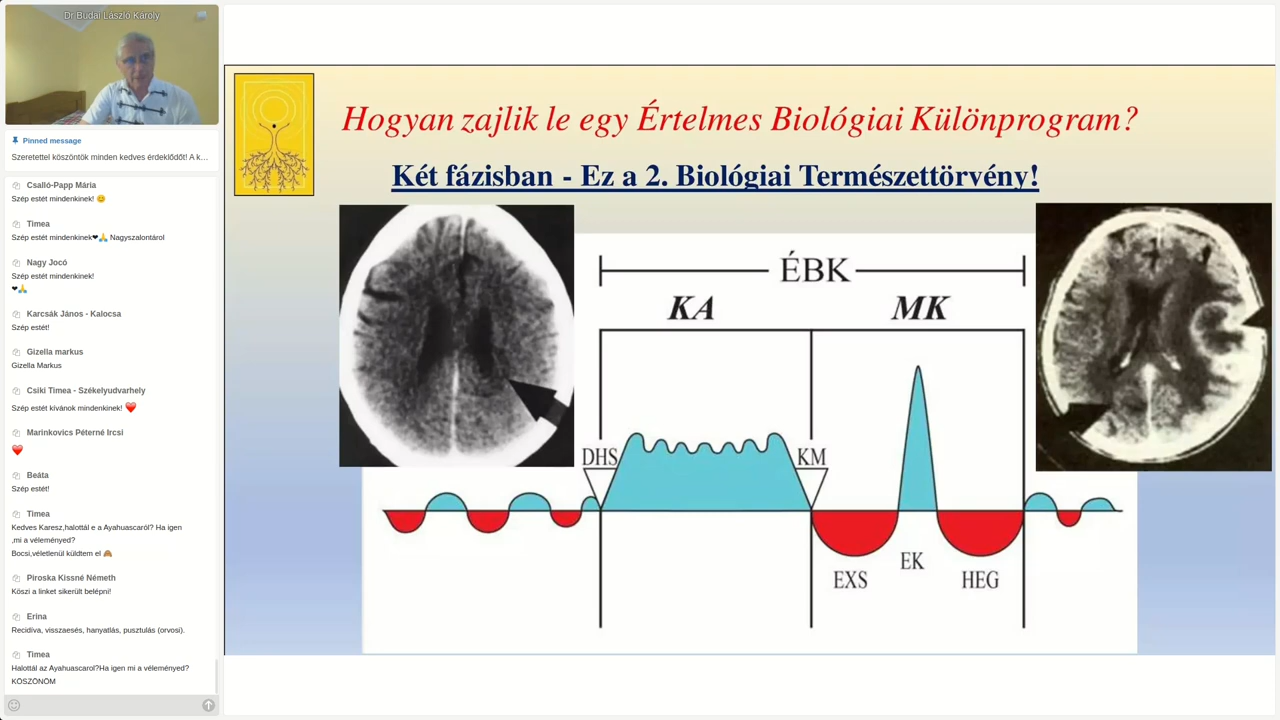 Dr Budai László Károly
Pinned message
Szeretettel köszöntök minden kedves érdeklődőt! A k…
Csalló-Papp Mária
Szép estét mindenkinek! 😊
Timea
Szép estét mindenkinek❤🙏 Nagyszalontárol
Nagy Jocó
Szép estét mindenkinek!
❤🙏
Karcsák János - Kalocsa
Szép estét!
Gizella markus
Gizella Markus
Csiki Timea - Székelyudvarhely
Szép estét kívánok mindenkinek! ❤️
Marinkovics Péterné Ircsi
❤️
Beáta
Szép estét!
Timea
Kedves Karesz,halottál e a Ayahuascaról? Ha igen
,mi a véleményed?
Bocsi,véletlenül küldtem el 🙈
Piroska Kissné Németh
Köszi a linket sikerült belépni!
Erina
Recidíva, visszaesés, hanyatlás, pusztulás (orvosi).
Timea
Halottál az Ayahuascarol?Ha igen mi a véleményed?
KÖSZÖNÖM
Hogyan zajlik le egy Értelmes Biológiai Különprogram?
Két fázisban - Ez a 2. Biológiai Természettörvény!
ÉBK
KA
MK
DHS
KM
EXS
EK
HEG